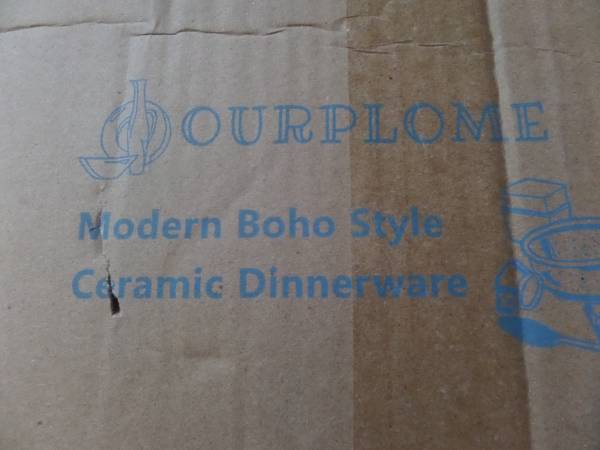 OURPLOME
Modern Boho Style
Ceramic Dinnerware